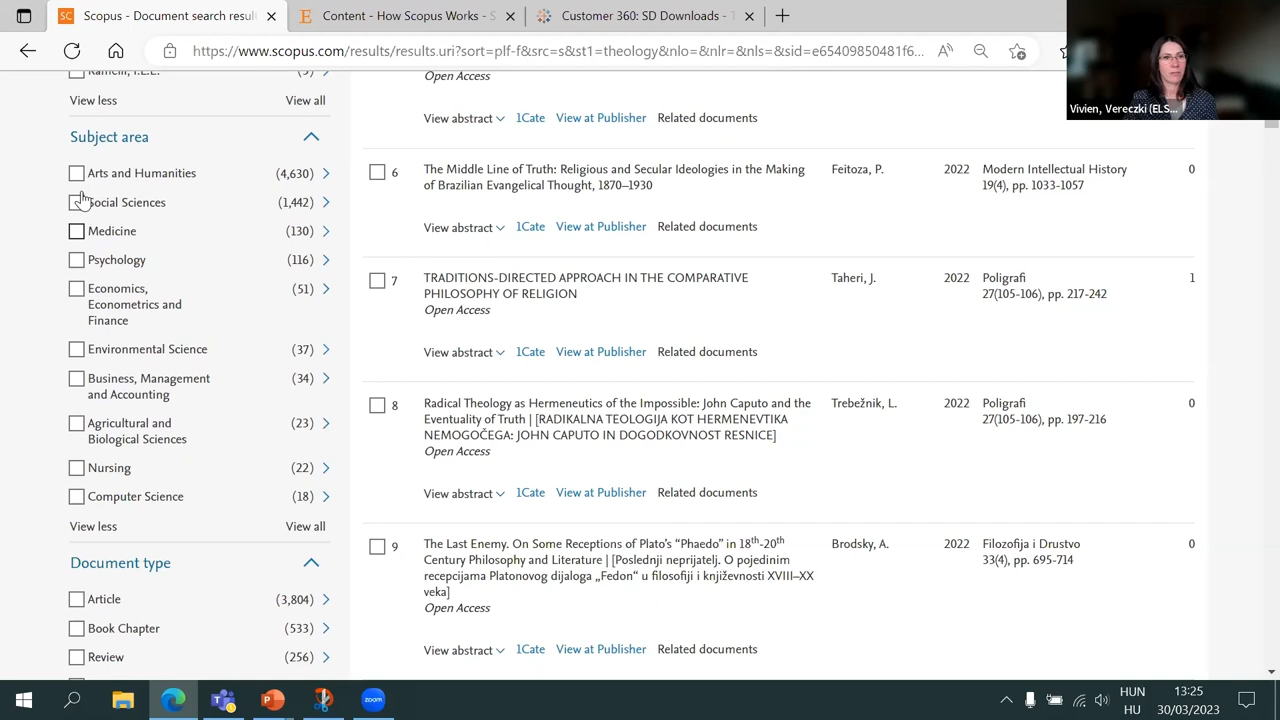 Scopus - Document search resul
Content - How Scopus Works - S
Customer 360: SD Downloads - T
https://www.scopus.com/results/results.uri?sort=plf-f&src=s&st1=theology&nlo=&nlr=&nls=&sid=e65409850481f6...
Vivien, Vereczki (ELS...
View less View all
Subject area
Arts and Humanities (4,630)
Social Sciences (1,442)
Medicine (130)
Psychology (116)
Economics, (51)
Econometrics and
Finance
Environmental Science (37)
Business, Management (34)
and Accounting
Agricultural and (23)
Biological Sciences
Nursing (22)
Computer Science (18)
View less View all
Document type
Article (3,804)
Book Chapter (533)
Review (256)
Open Access
View abstract 1Cate View at Publisher Related documents
6 The Middle Line of Truth: Religious and Secular Ideologies in the Making Feitoza, P. 2022 Modern Intellectual History 0
of Brazilian Evangelical Thought, 1870–1930 19(4), pp. 1033-1057
View abstract 1Cate View at Publisher Related documents
7 TRADITIONS-DIRECTED APPROACH IN THE COMPARATIVE Taheri, J. 2022 Poligrafi 1
PHILOSOPHY OF RELIGION 27(105-106), pp. 217-242
Open Access
View abstract 1Cate View at Publisher Related documents
8 Radical Theology as Hermeneutics of the Impossible: John Caputo and the Trebežnik, L. 2022 Poligrafi 0
Eventuality of Truth | [RADIKALNA TEOLOGIJA KOT HERMENEVTIKA 27(105-106), pp. 197-216
NEMOGOČEGA: JOHN CAPUTO IN DOGODKOVNOST RESNICE]
Open Access
View abstract 1Cate View at Publisher Related documents
9 The Last Enemy. On Some Receptions of Plato's “Phaedo” in 18th-20th Brodsky, A. 2022 Filozofija i Drustvo 0
Century Philosophy and Literature | [Poslednji neprijatelj. O pojedinim 33(4), pp. 695-714
recepcijama Platonovog dijaloga „Fedon“ u filosofiji i književnosti XVIII–XX
veka]
Open Access
View abstract 1Cate View at Publisher Related documents
HUN 13:25
HU 30/03/2023